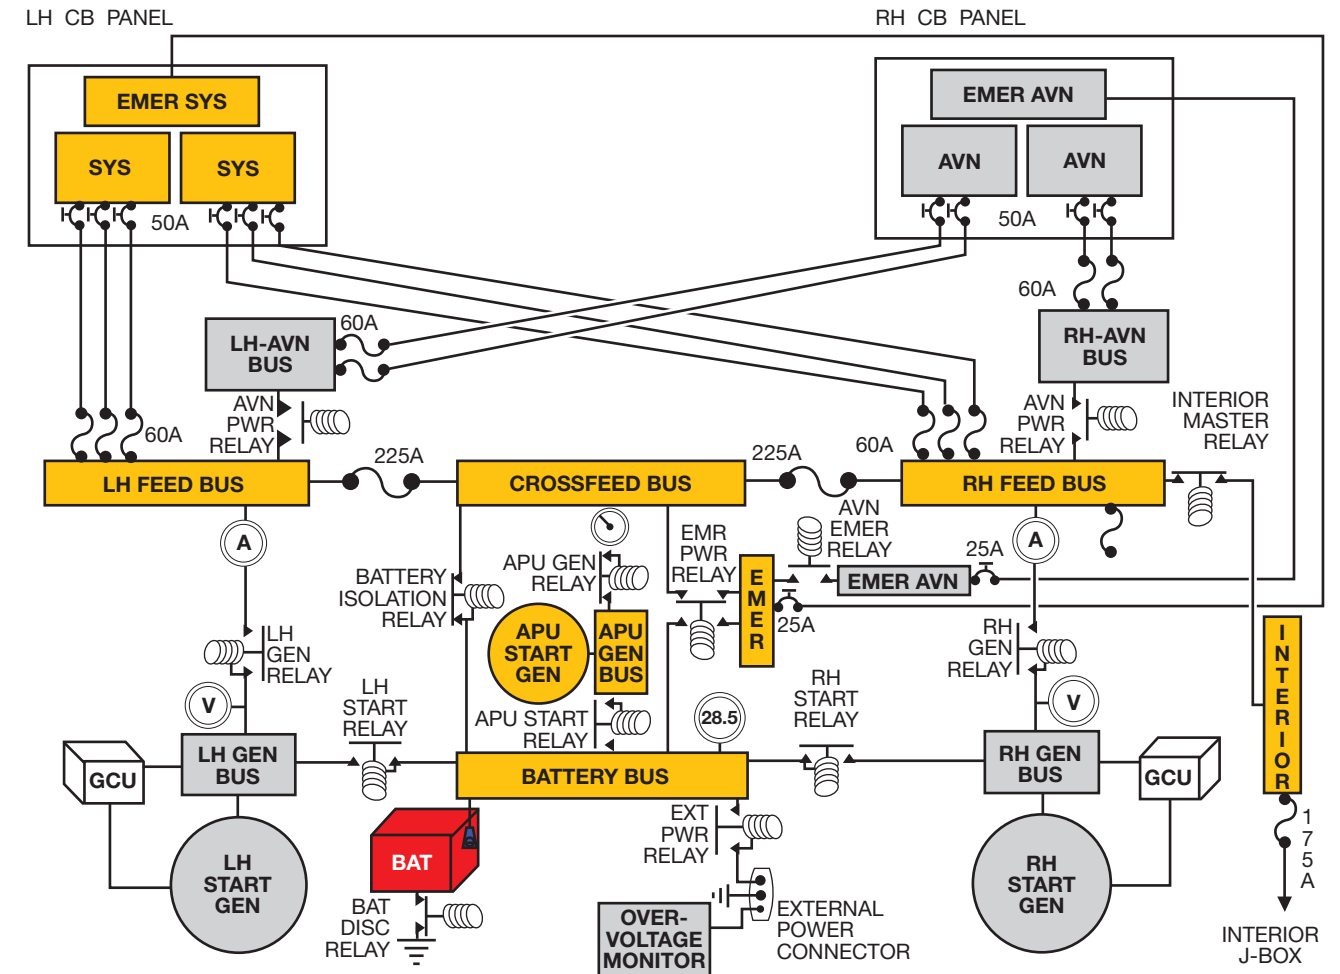 LH CB PANEL
RH CB PANEL
EMER SYS
SYS
SYS
50A
EMER AVN
AVN
AVN
50A
60A
LH-AVN
BUS
60A
RH-AVN
BUS
AVN
PWR
RELAY
60A
225A
225A
60A
AVN
PWR
RELAY
INTERIOR
MASTER
RELAY
LH FEED BUS
CROSSFEED BUS
RH FEED BUS
A
BATTERY
ISOLATION
RELAY
APU GEN
RELAY
EMR
PWR
RELAY
AVN
EMER
RELAY
A
25A
EMER AVN
E
M
E
R
25A
APU
START
GEN
APU
GEN
BUS
LH
GEN
RELAY
RH
GEN
RELAY
I
N
T
E
R
I
O
R
V
LH
START
RELAY
APU START
RELAY
28.5
RH
START
RELAY
V
GCU
LH GEN
BUS
BATTERY BUS
RH GEN
BUS
GCU
LH
START
GEN
BAT
EXT
PWR
RELAY
RH
START
GEN
1
7
5
A
BAT
DISC
RELAY
OVER-
VOLTAGE
MONITOR
EXTERNAL
POWER
CONNECTOR
INTERIOR
J-BOX